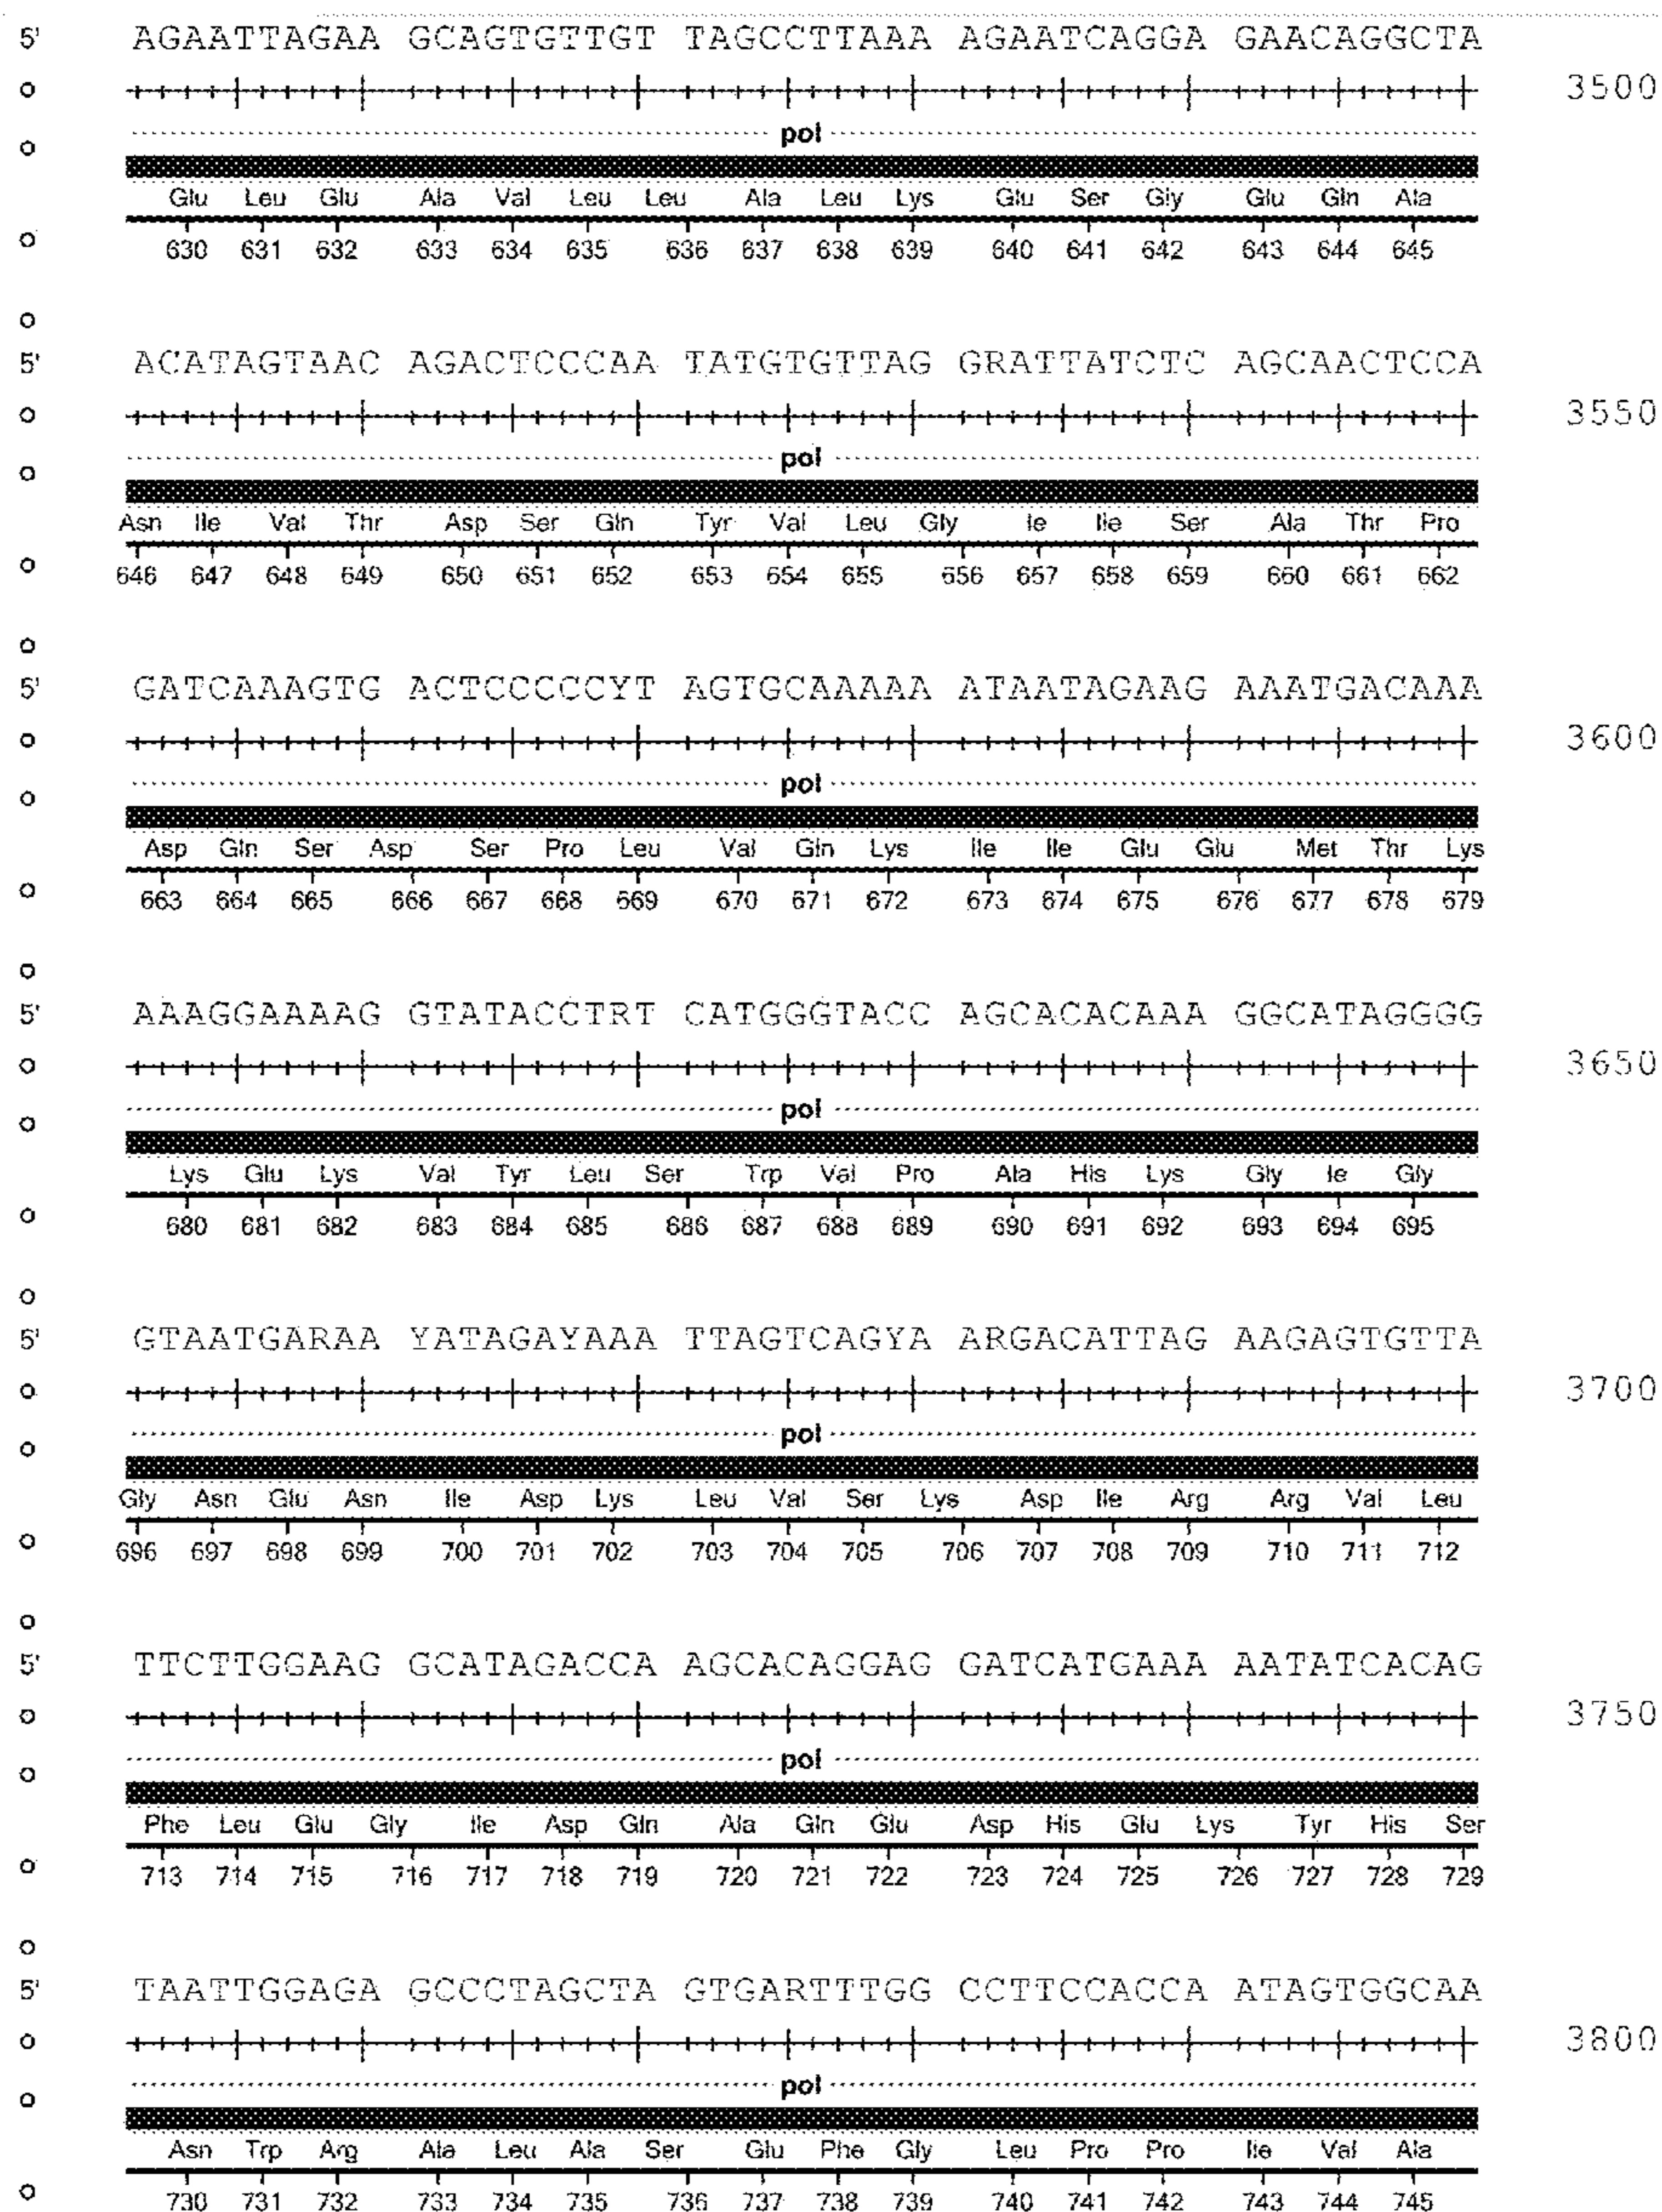 5' AGAATTAGAA GCAGTGTTGT TAGCCTTAAA AGAATCAGGA GAACAGGCTA
o 3500
o pol
Glu Leu Glu Ala Val Leu Leu Ala Leu Lys Glu Ser Gly Glu Gln Ala
o 630 631 632 633 634 635 636 637 638 639 640 641 642 643 644 645
o
5' ACATAGTAAC AGACTCCCAA TATGTGTTAG GRATTATCTC AGCAACTCCA
o 3550
o pol
Asn Ile Val Thr Asp Ser Gln Tyr Val Leu Gly Ie Ile Ser Ala Thr Pro
o 646 647 648 649 650 651 652 653 654 655 656 657 658 659 660 661 662
o
5' GATCAAAGTG ACTCCCCCYT AGTGCAAAAA ATAATAGAAG AAATGACAAA
o 3600
o pol
Asp Gln Ser Asp Ser Pro Leu Val Gln Lys Ile Ile Glu Glu Met Thr Lys
o 663 664 665 666 667 668 669 670 671 672 673 674 675 676 677 678 679
o
5' AAAGGAAAAG GTATACCTRT CATGGGTACC AGCACACAAA GGCATAGGGG
o 3650
o pol
Lys Glu Lys Val Tyr Leu Ser Trp Val Pro Ala His Lys Gly Ie Gly
o 680 681 682 683 684 685 686 687 688 689 690 691 692 693 694 695
o
5' GTAATGARAA YATAGAYAAA TTAGTCAGYA ARGACATTAG AAGAGTGTTA
o 3700
o pol
Gly Asn Glu Asn Ile Asp Lys Leu Val Ser Lys Asp Ile Arg Arg Val Leu
o 696 697 698 699 700 701 702 703 704 705 706 707 708 709 710 711 712
o
5' TTCTTGGAAG GCATAGACCA AGCACAGGAG GATCATGAAA AATATCACAG
o 3750
o pol
Phe Leu Glu Gly Ile Asp Gln Ala Gln Glu Asp His Glu Lys Tyr His Ser
o 713 714 715 716 717 718 719 720 721 722 723 724 725 726 727 728 729
o
5' TAATTGGAGA GCCCTAGCTA GTGARTTTGG CCTTCCACCA ATAGTGGCAA
o 3800
o pol
Asn Trp Arg Ala Leu Ala Ser Glu Phe Gly Leu Pro Pro Ile Val Ala
o 730 731 732 733 734 735 736 737 738 739 740 741 742 743 744 745